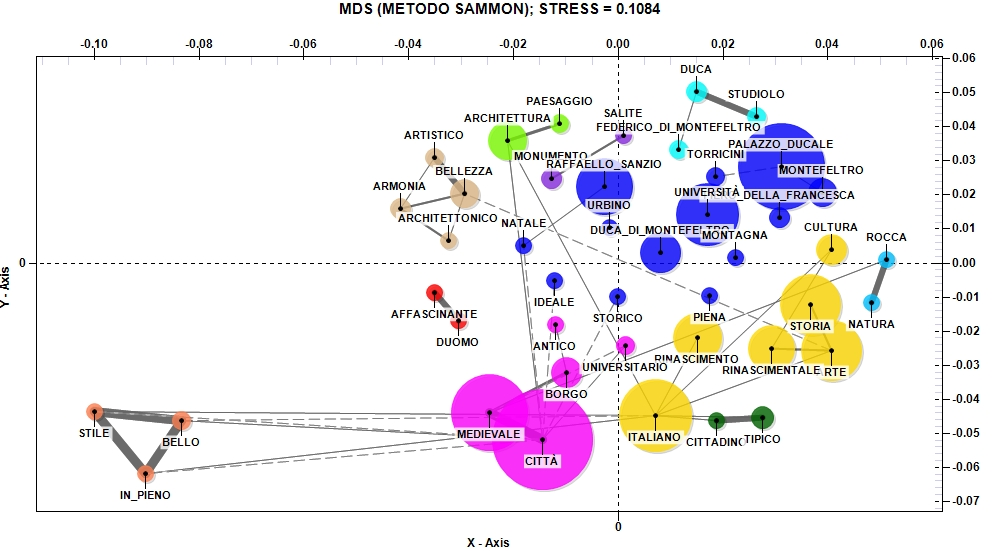 MDS (METODO SAMMON); STRESS = 0.1084
-0.10 -0.08 -0.06 -0.04 -0.02 0.00 0.02 0.04 0.06
0.06
DUCA
0.05
STUDIOLO
PAESAGGIO
SALITE
0.04
ARCHITETTURA
FEDERICO_DI_MONTEFELTRO
ARTISTICO
PALAZZO_DUCALE
MONUMENTO
TORRICINI
0.03
RAFFAELLO_SANZIO
BELLEZZA
MONTEFELTRO
ARMONIA
UNIVERSITÀ
_DELLA_FRANCESCA
0.02
URBINO
ARCHITETTONICO
NATALE
CULTURA
0.01
DUCA_DI_MONTEFELTRO
MONTAGNA
ROCCA
0
0.00
IDEALE
-0.01
AFFASCINANTE
STORICO
PIENA
STORIA
NATURA
DUOMO
ANTICO
-0.02
RINASCIMENTO
UNIVERSITARIO
RINASCIMENTALE
RTE
-0.03
BORGO
-0.04
STILE
BELLO
MEDIEVALE
ITALIANO
CITTADINO
TIPICO
-0.05
CITTÀ
-0.06
IN_PIENO
-0.07
0
X - Axis
Y - Axis